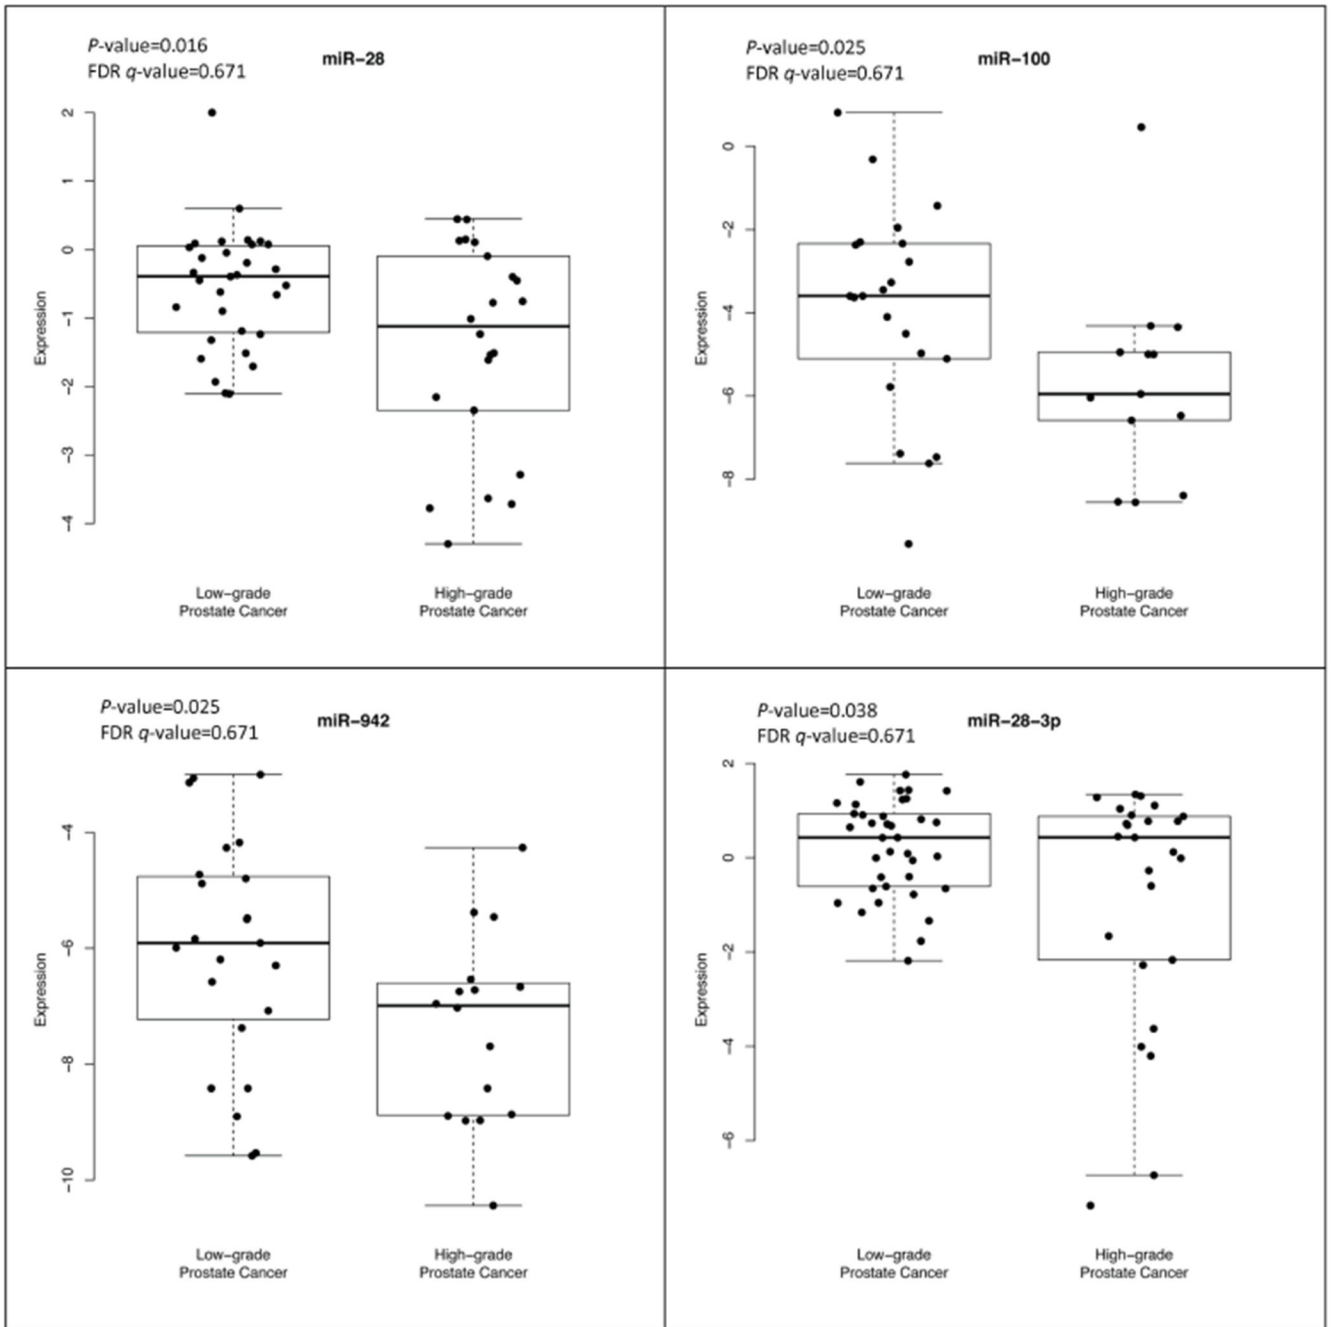 P-value=0.016
FDR q-value=0.671
miR−28
2
1
0
−1
−2
−3
−4
Expression
Low−grade
Prostate Cancer
High−grade
Prostate Cancer
P-value=0.025
FDR q-value=0.671
miR−100
0
−2
−4
−6
−8
Expression
Low−grade
Prostate Cancer
High−grade
Prostate Cancer
P-value=0.025
FDR q-value=0.671
miR−942
−4
−6
−8
−10
Expression
Low−grade
Prostate Cancer
High−grade
Prostate Cancer
P-value=0.038
FDR q-value=0.671
miR−28−3p
2
0
−2
−4
−6
Expression
Low−grade
Prostate Cancer
High−grade
Prostate Cancer